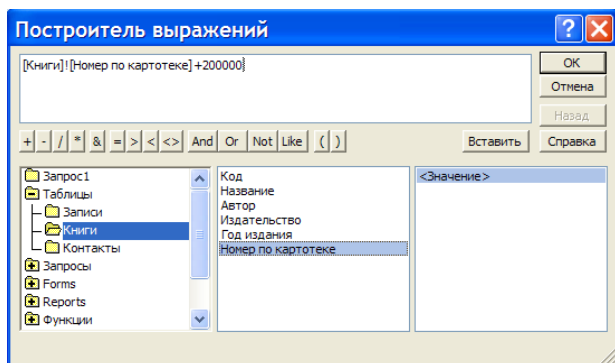 Построитель выражений
[Книги]![Номер по картотеке]+200000
ОК
Отмена
Назад
+ - / * & = > < <> And Or Not Like ( ) Вставить Справка
Запрос1
Таблицы
Записи
Книги
Контакты
Запросы
Forms
Reports
Функции
Код
Название
Автор
Издательство
Год издания
Номер по картотеке
<Значение>